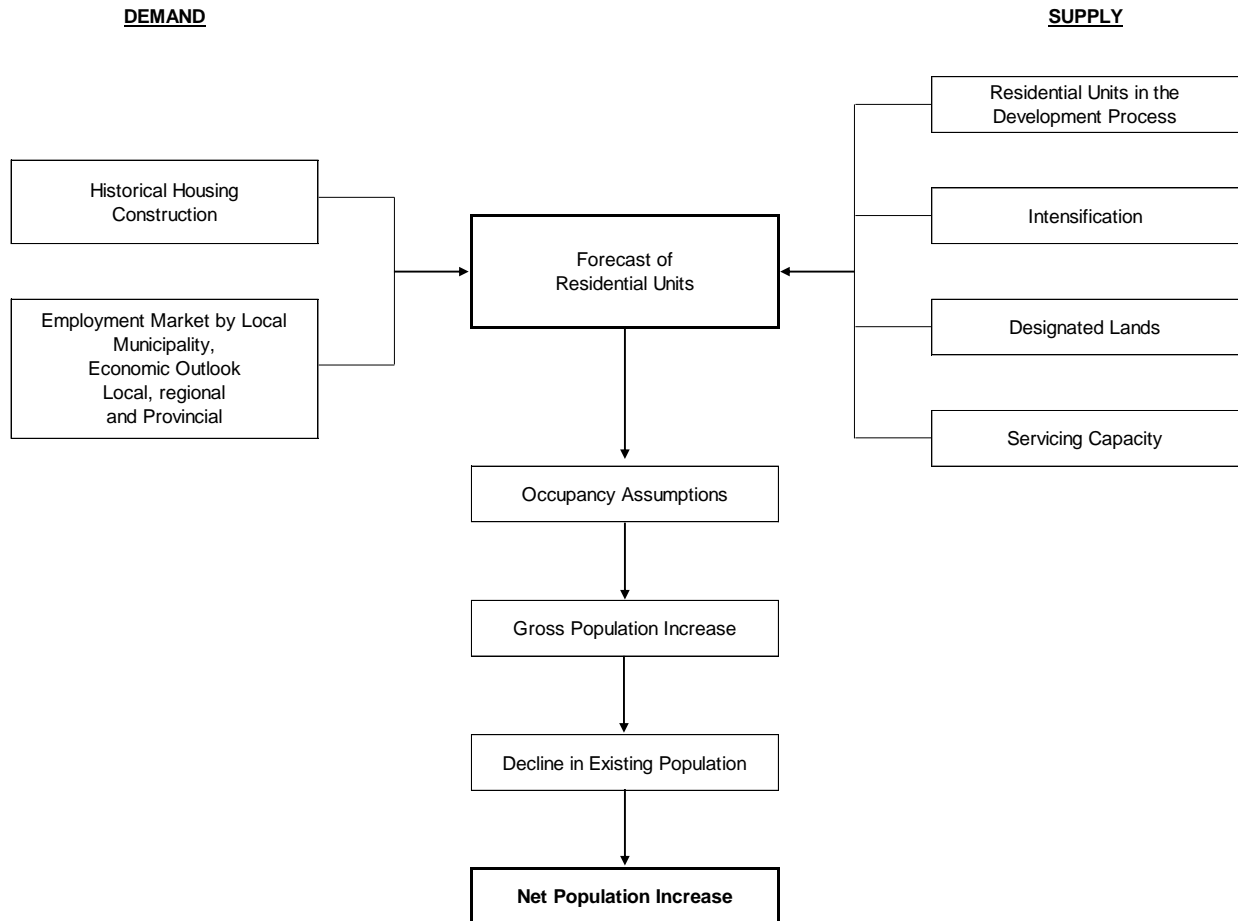 DEMAND
SUPPLY
Residential Units in the
Development Process
Historical Housing
Construction
Intensification
Forecast of
Residential Units
Employment Market by Local
Municipality,
Economic Outlook
Local, regional
and Provincial
Designated Lands
Servicing Capacity
Occupancy Assumptions
Gross Population Increase
Decline in Existing Population
Net Population Increase